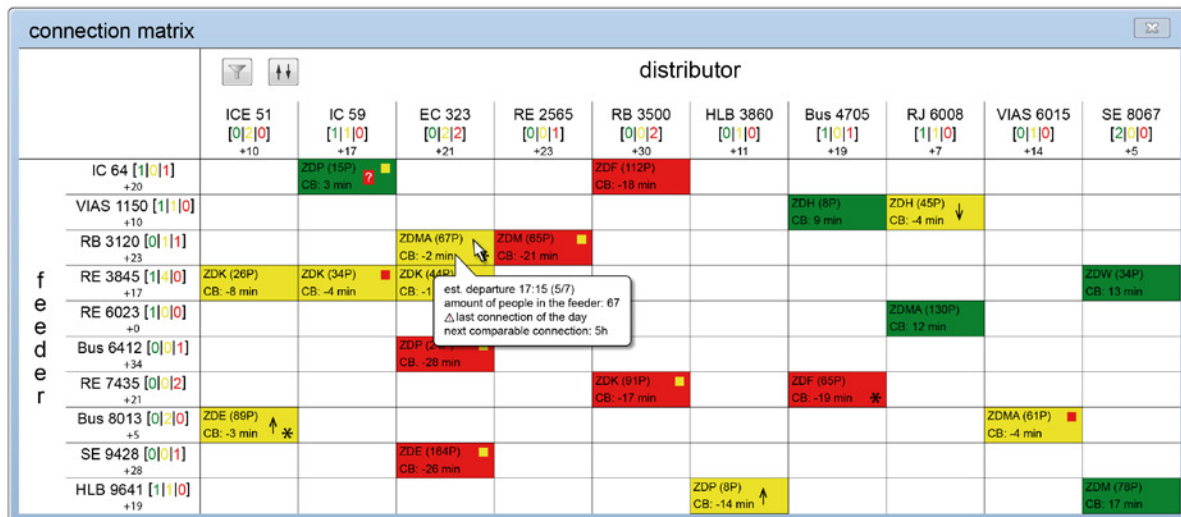 connection matrix
distributor
ICE 51 IC 59 EC 323 RE 2565 RB 3500 HLB 3860 Bus 4705 RJ 6008 VIAS 6015 SE 8067
[0|2|0] [1|1|0] [0|2|2] [0|0|1] [0|0|2] [0|1|0] [1|0|1] [1|1|0] [0|1|0] [2|0|0]
+10 +17 +21 +23 +30 +11 +19 +7 +14 +5
feeder
IC 64 [1|0|1] ZDP (15P) ZDF (112P)
+20 CB: 3 min ? CB: -18 min
VIAS 1150 [1|1|0] ZDH (8P) ZDH (45P)
+10 CB: 9 min CB: -4 min
RB 3120 [0|1|1] ZDMA (67P) ZDM (65P)
+23 CB: -2 min CB: -21 min
RE 3845 [1|4|0] ZDK (26P) ZDK (34P) ZDK (44P) ZDW (34P)
+17 CB: -8 min CB: -4 min CB: CB: 13 min
est. departure 17:15 (5/7)
amount of people in the feeder: 67
last connection of the day
next comparable connection: 5h
RE 6023 [1|0|0] ZDMA (130P)
+0 CB: 12 min
Bus 6412 [0|0|1] ZDP
+34 CB: -28 min
RE 7435 [0|0|2] ZDK (91P) ZDF (65P)
+21 CB: -17 min CB: -19 min
Bus 8013 [0|2|0] ZDE (89P) ZDMA (61P)
+5 CB: -3 min CB: -4 min
SE 9428 [0|0|1] ZDE (164P)
+28 CB: -26 min
HLB 9641 [1|1|0] ZDP (8P) ZDM (78P)
+19 CB: -14 min CB: 17 min